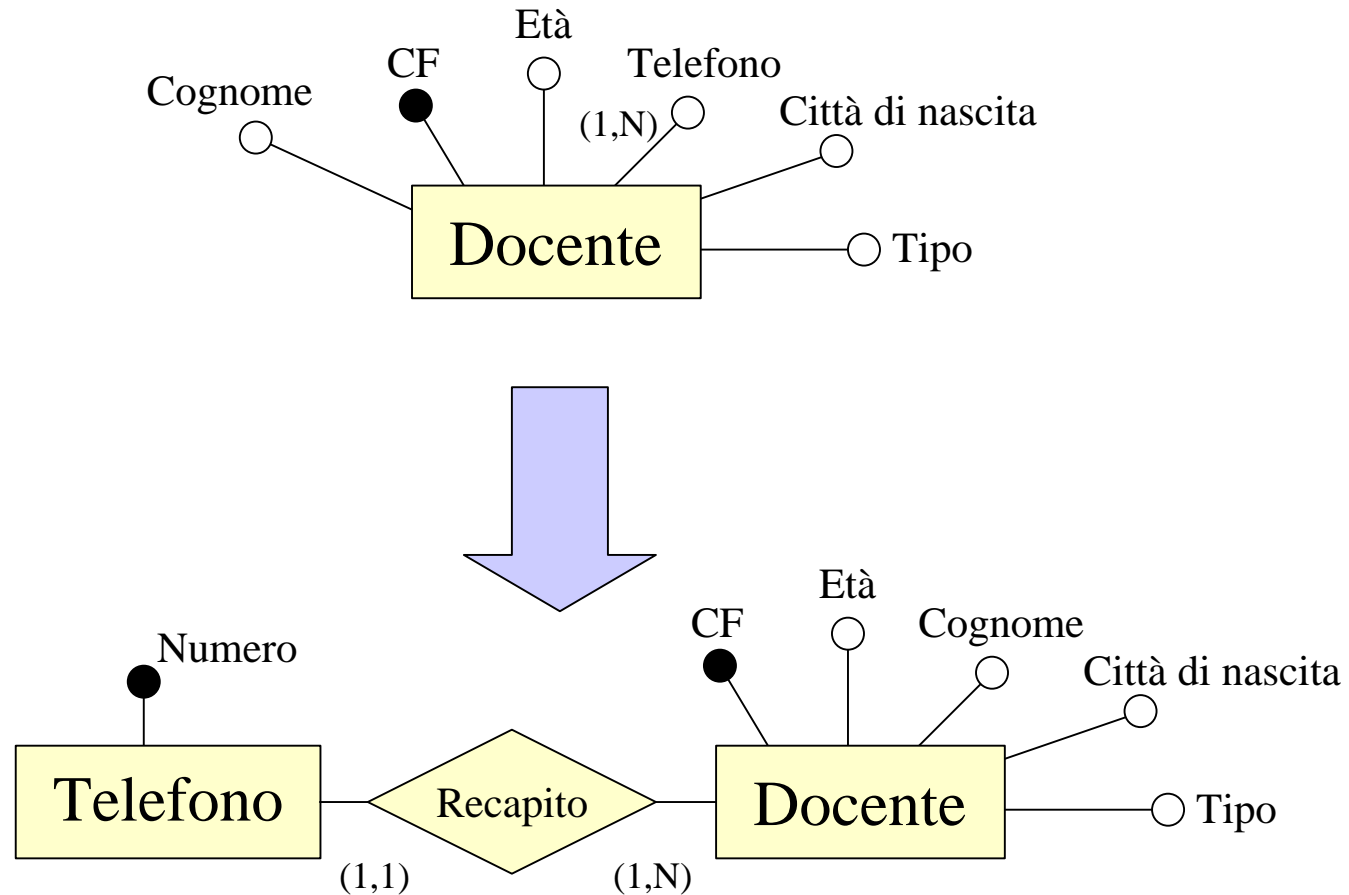 Età
CF
Telefono
Cognome
(1,N)
Città di nascita
Docente
Tipo
Età
CF
Cognome
Numero
Città di nascita
Telefono
Recapito
Docente
Tipo
(1,1)
(1,N)